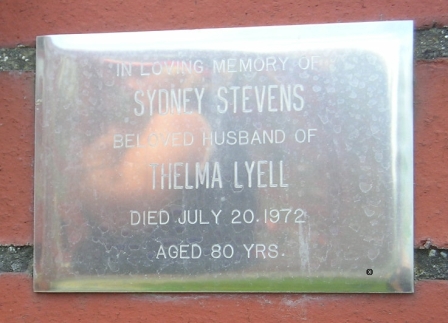 IN LOVING MEMORY OF
SYDNEY STEVENS
BELOVED HUSBAND OF
THELMA LYELL
DIED JULY 20.1972
AGED 80 YRS.